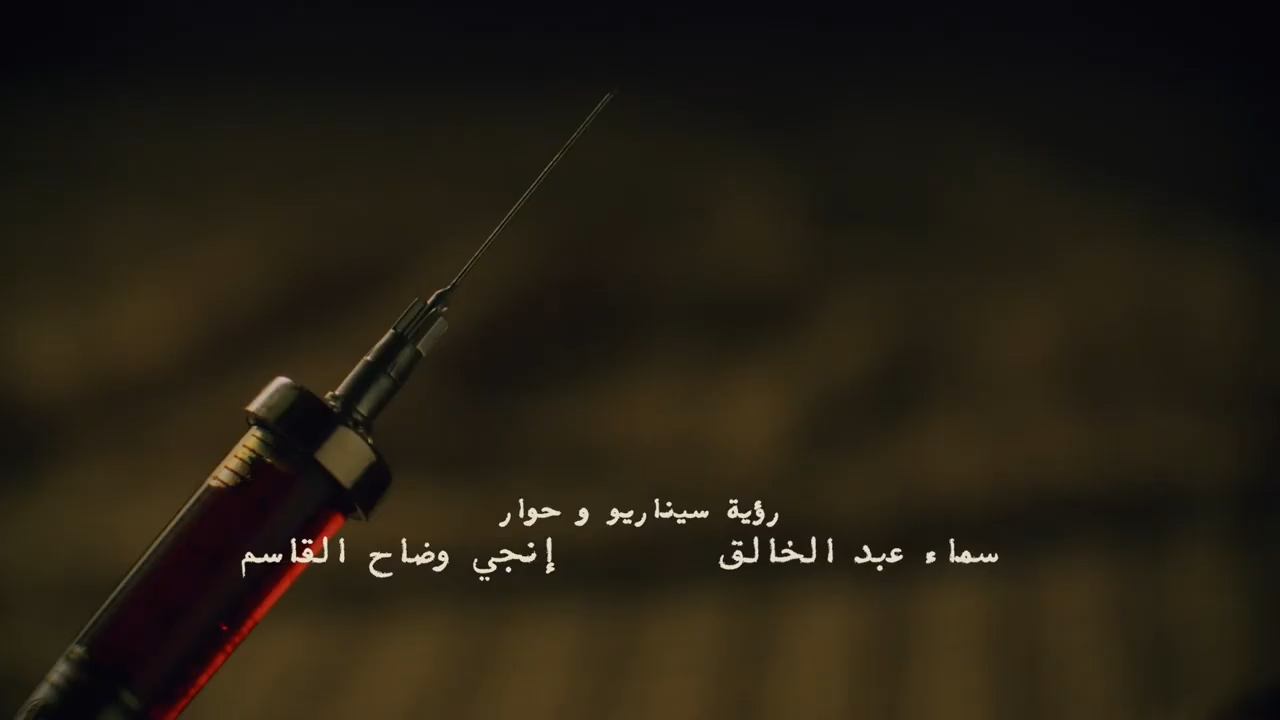 رؤية سيناريو و حوار
سماء عبد الخالق إنجي وضاح القاسم